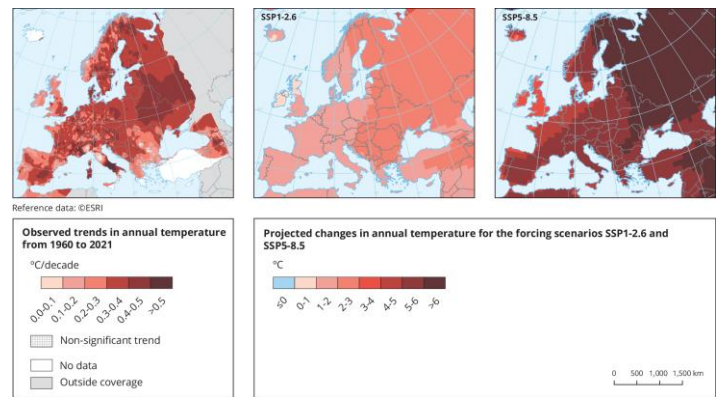 SSP1-2.6
SSP5-8.5
Reference data: ©ESRI
Observed trends in annual temperature
from 1960 to 2021
°C/decade
0.0-0.1
0.1-0.2
0.2-0.3
0.3-0.4
0.4-0.5
>0.5
Non-significant trend
No data
Outside coverage
Projected changes in annual temperature for the forcing scenarios SSP1-2.6 and
SSP5-8.5
°C
≤0
0-1
1-2
2-3
3-4
4-5
5-6
>6
0 500 1,000 1,500 km